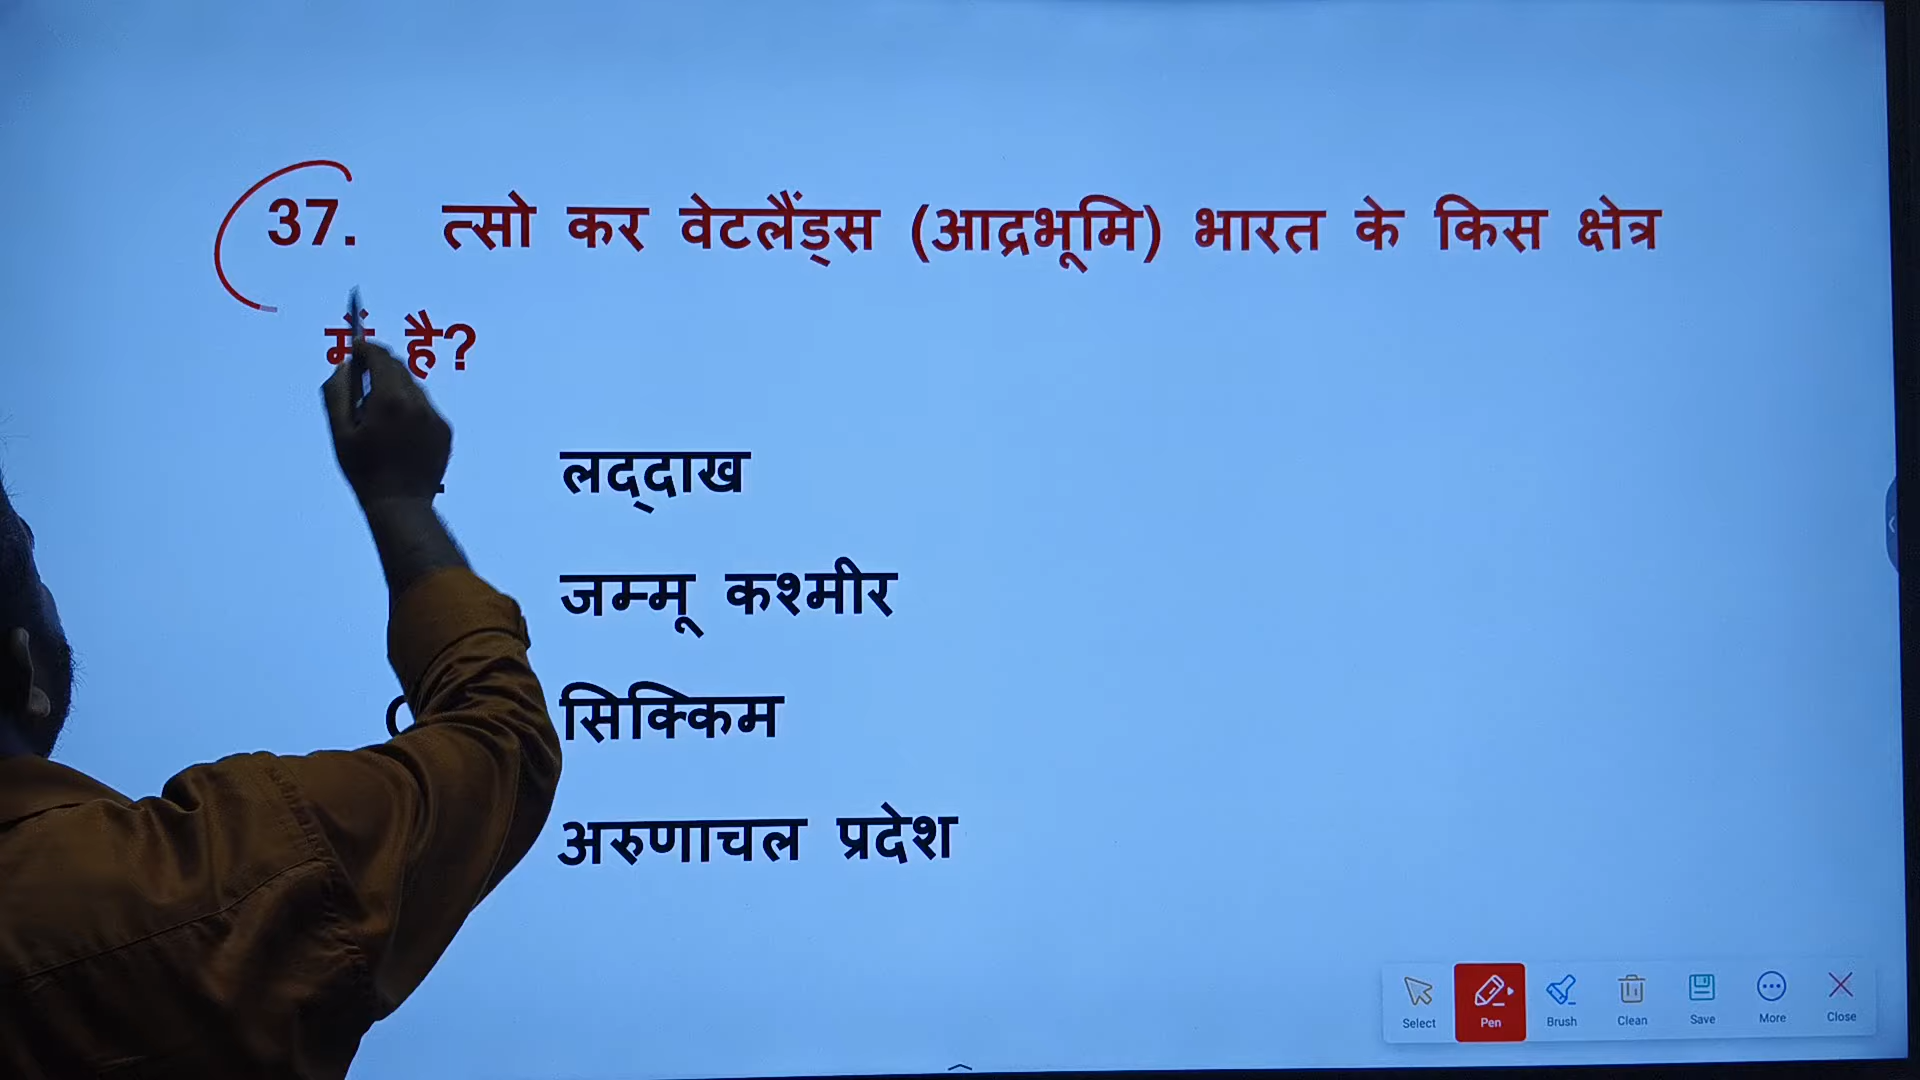 37. त्सो कर वेटलैंड्स (आद्रभूमि) भारत के किस क्षेत्र
में है?
लद्दाख
जम्मू कश्मीर
सिक्किम
अरुणाचल प्रदेश
Select Pen Brush Clean Save More Close